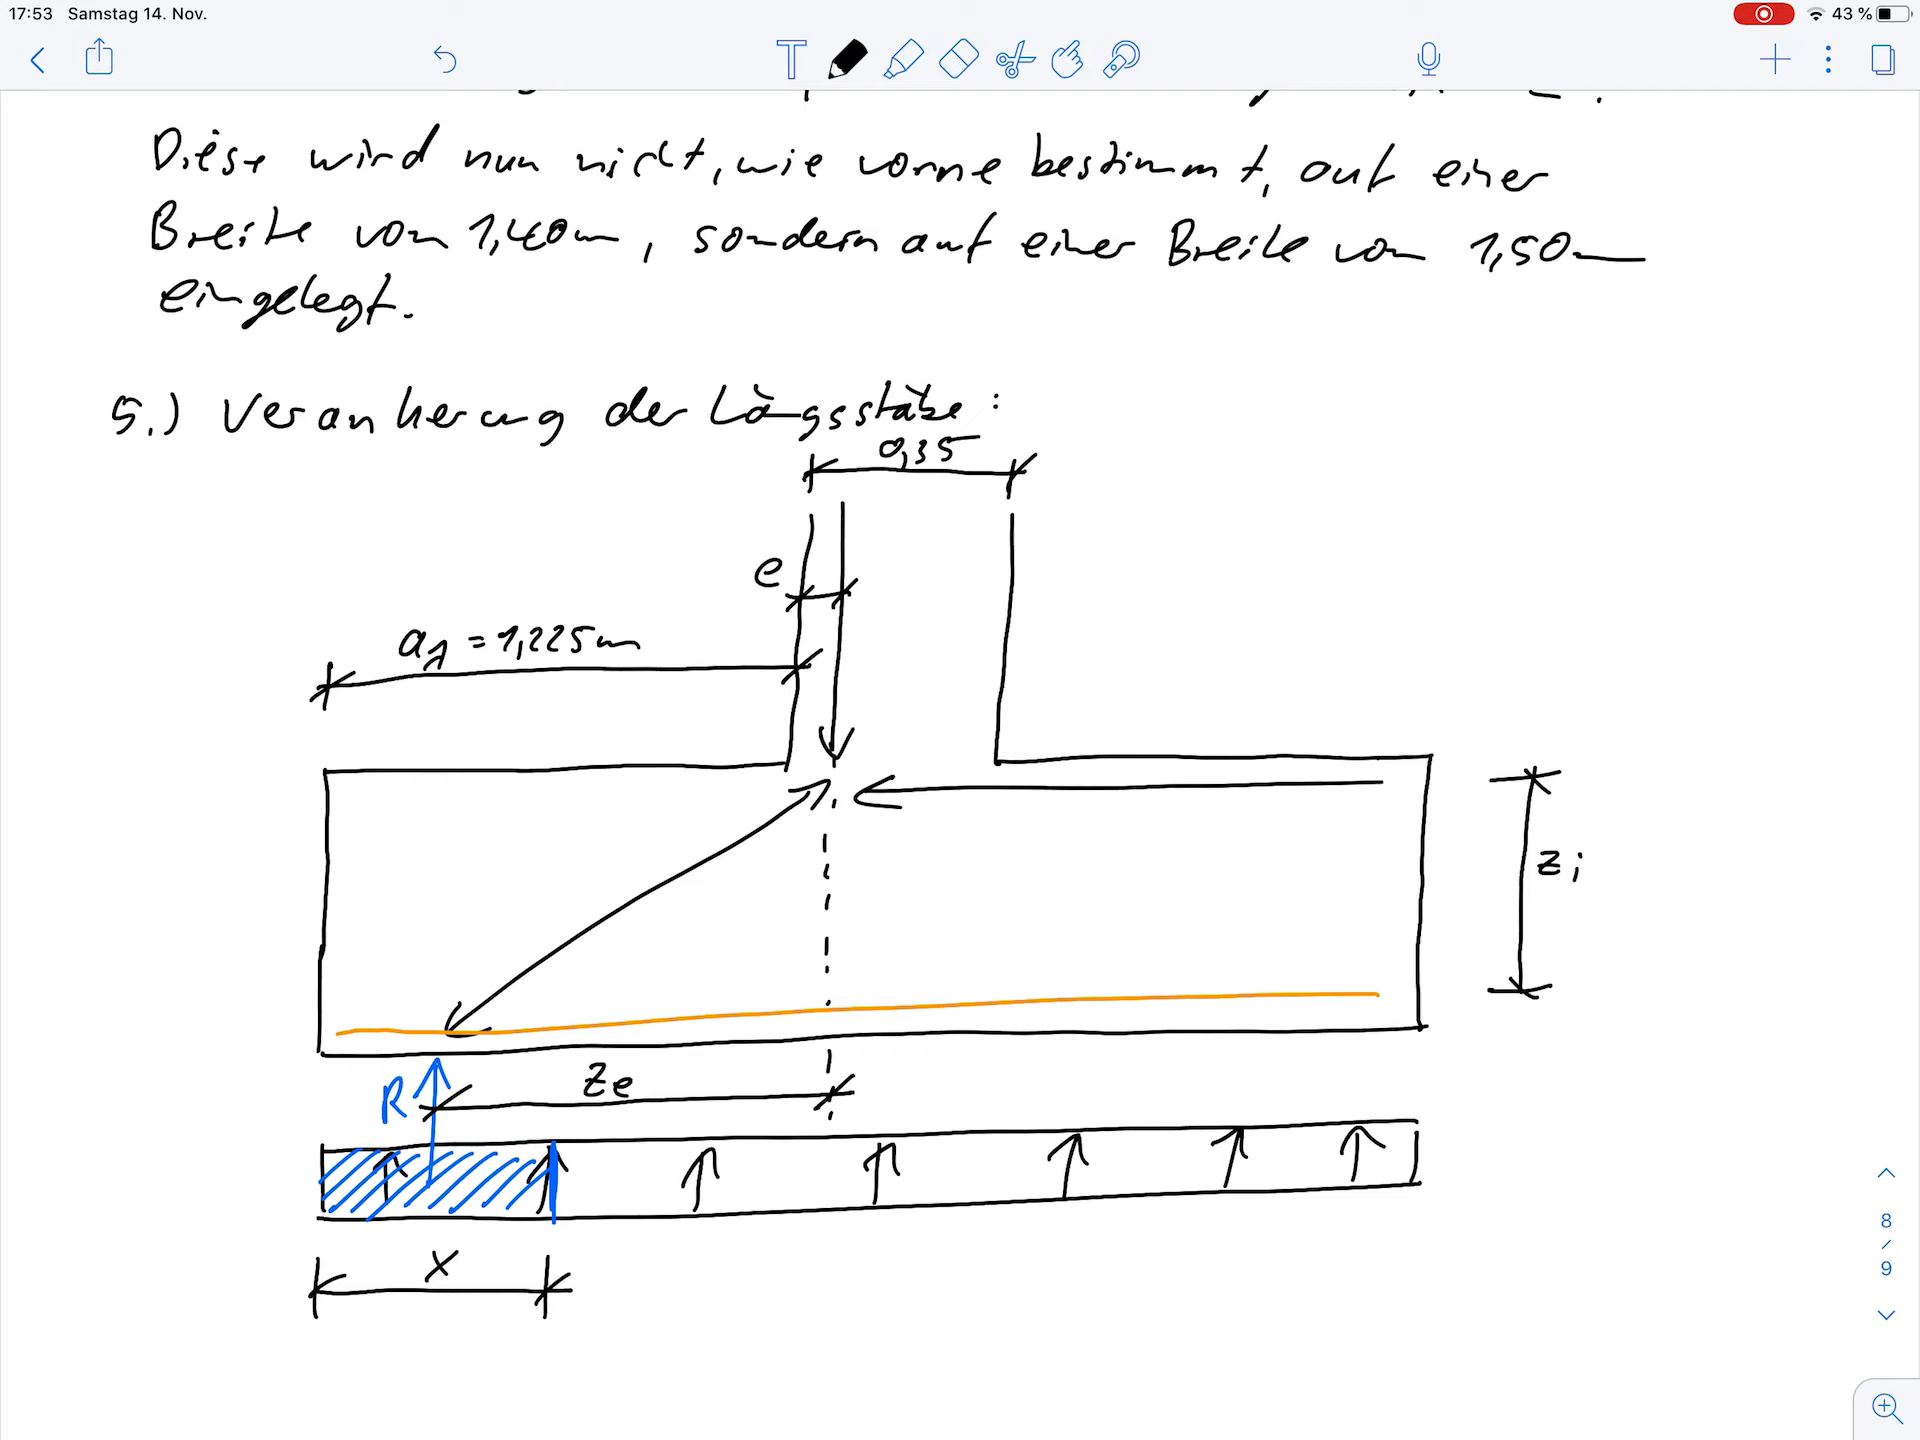 17:53 Samstag 14. Nov.
43 %
T
Diese wird nun nicht, wie vorne bestimmt, auf einer
Breite von 1,40m, sondern auf einer Breite von 1,50m
eingelegt.
5.) Verankerung der Längsstäbe:
0,35
e
a1 = 1,225m
zi
ze
R
x
8
/
9